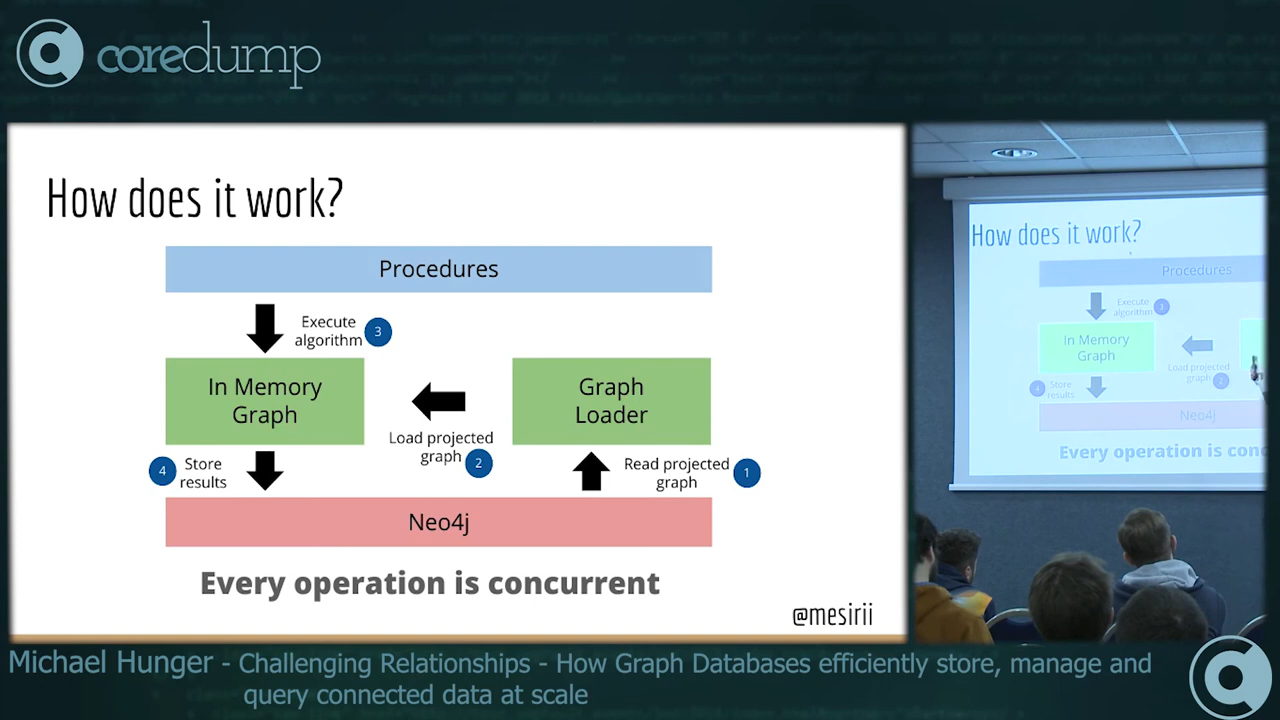 coredump
How does it work?
Procedures
Execute
algorithm
3
In Memory
Graph
Graph
Loader
Load projected
graph
2
4
Store
results
Read projected
graph
1
Neo4j
Every operation is concurrent
@mesirii
How does it work?
Procedures
Execute
algorithm
3
In Memory
Graph
Load projected
graph
2
4
Store
results
Neo4j
Every operation is conc
Michael Hunger - Challenging Relationships - How Graph Databases efficiently store, manage and
query connected data at scale